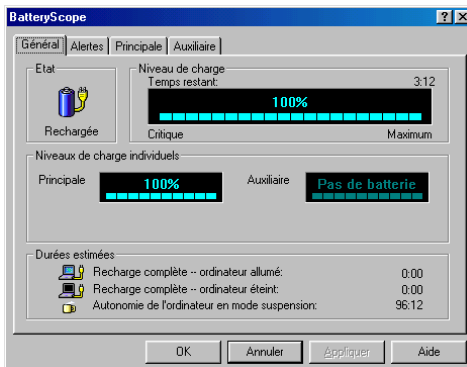 BatteryScope
Général Alertes Principale Auxiliaire
Etat
Rechargée
Niveau de charge
Temps restant: 3:12
100%
Critique Maximum
Niveaux de charge individuels
Principale 100% Auxiliaire Pas de batterie
Durées estimées
Recharge complète -- ordinateur allumé: 0:00
Recharge complète -- ordinateur éteint: 0:00
Autonomie de l'ordinateur en mode suspension: 96:12
OK Annuler Appliquer Aide